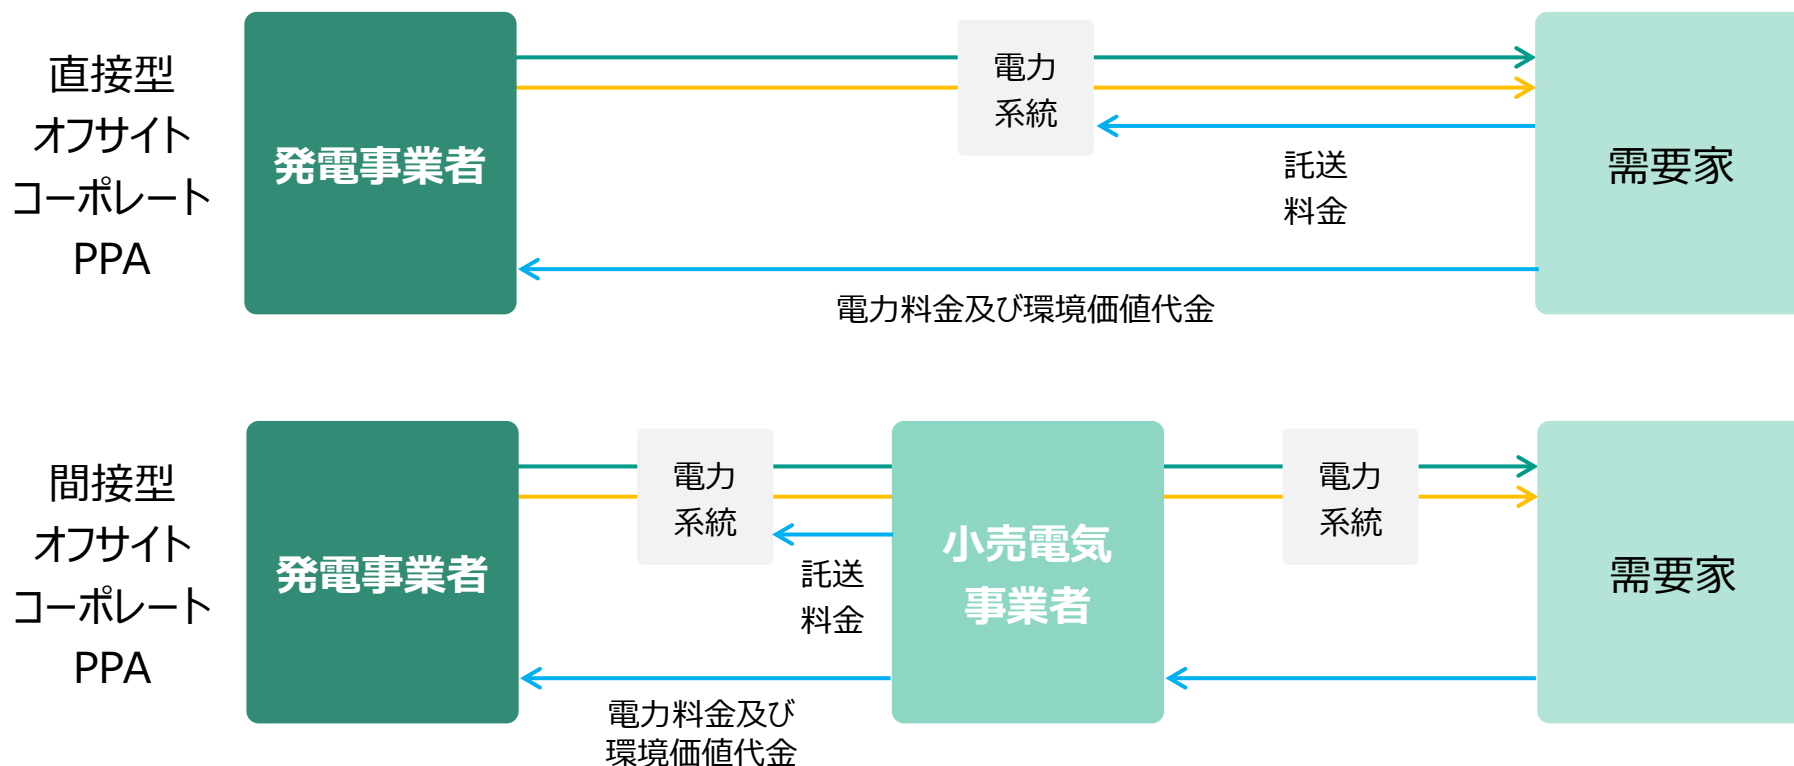 直接型
オフサイト
コーポレート
PPA
発電事業者
電力
系統
託送
料金
需要家
電力料金及び環境価値代金
間接型
オフサイト
コーポレート
PPA
発電事業者
電力
系統
託送
料金
小売電気
事業者
電力
系統
需要家
電力料金及び
環境価値代金